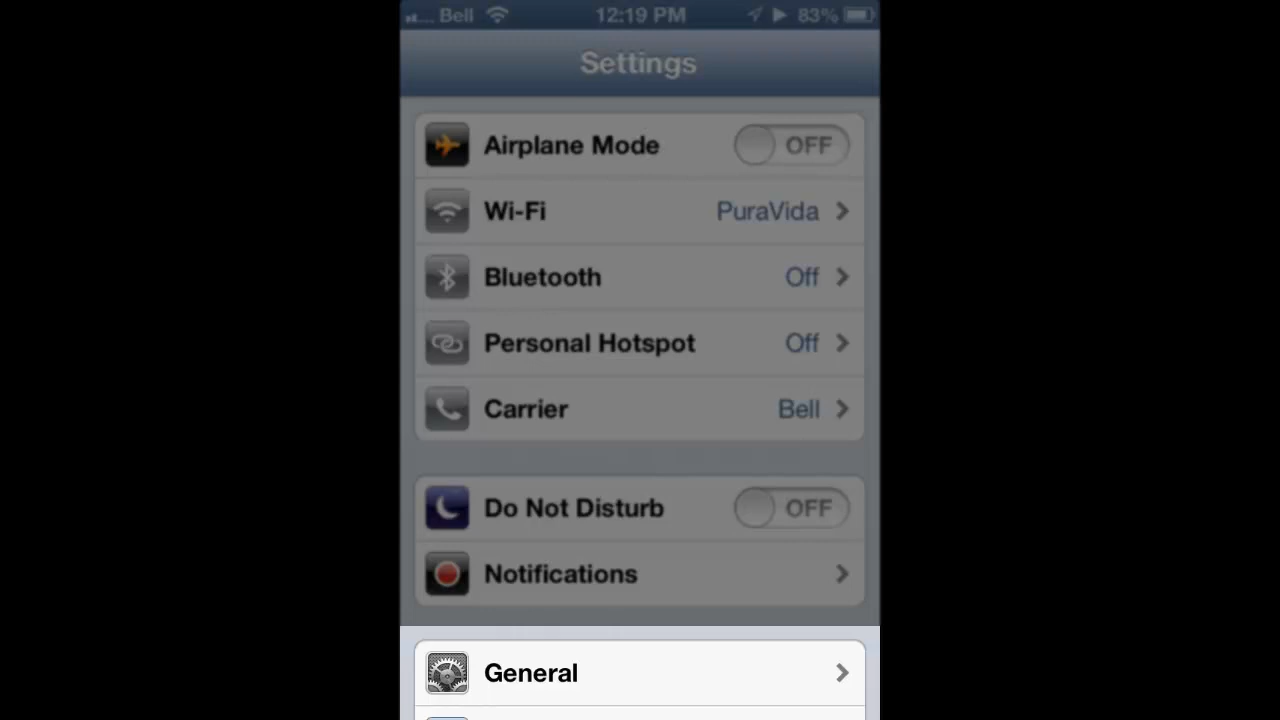 Bell 12:19 PM 83%
Settings
Airplane Mode OFF
Wi-Fi PuraVida
Bluetooth Off
Personal Hotspot Off
Carrier Bell
Do Not Disturb OFF
Notifications
General